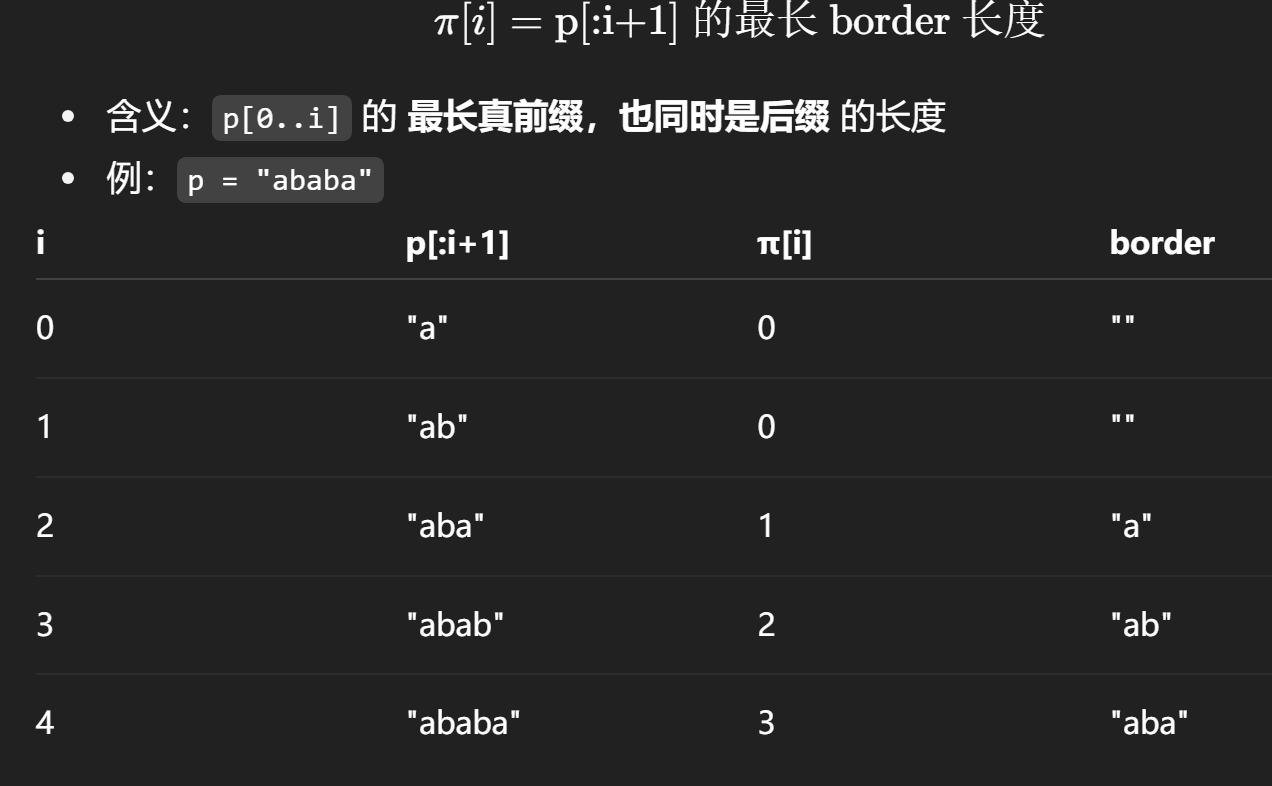 π[i] = p[:i+1] 的最长 border 长度
• 含义：p[0..i] 的 最长真前缀，也同时是后缀 的长度
• 例：p = "ababa"
i p[:i+1] π[i] border
0 "a" 0 ""
1 "ab" 0 ""
2 "aba" 1 "a"
3 "abab" 2 "ab"
4 "ababa" 3 "aba"